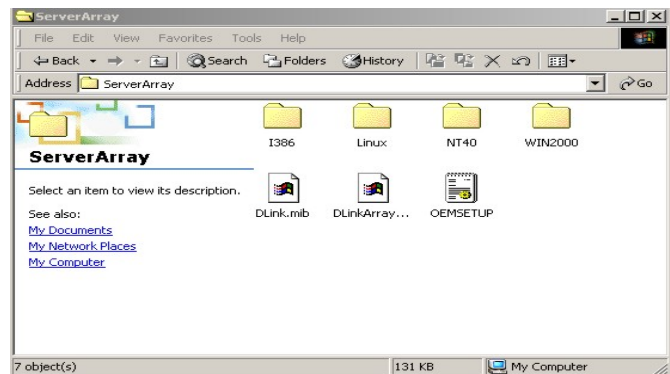 ServerArray
File Edit View Favorites Tools Help
Back Search Folders History
Address ServerArray Go
I386 Linux NT40 WIN2000
ServerArray
Select an item to view its description.
DLink.mib DLinkArray... OEMSETUP
See also:
My Documents
My Network Places
My Computer
7 object(s) 131 KB My Computer